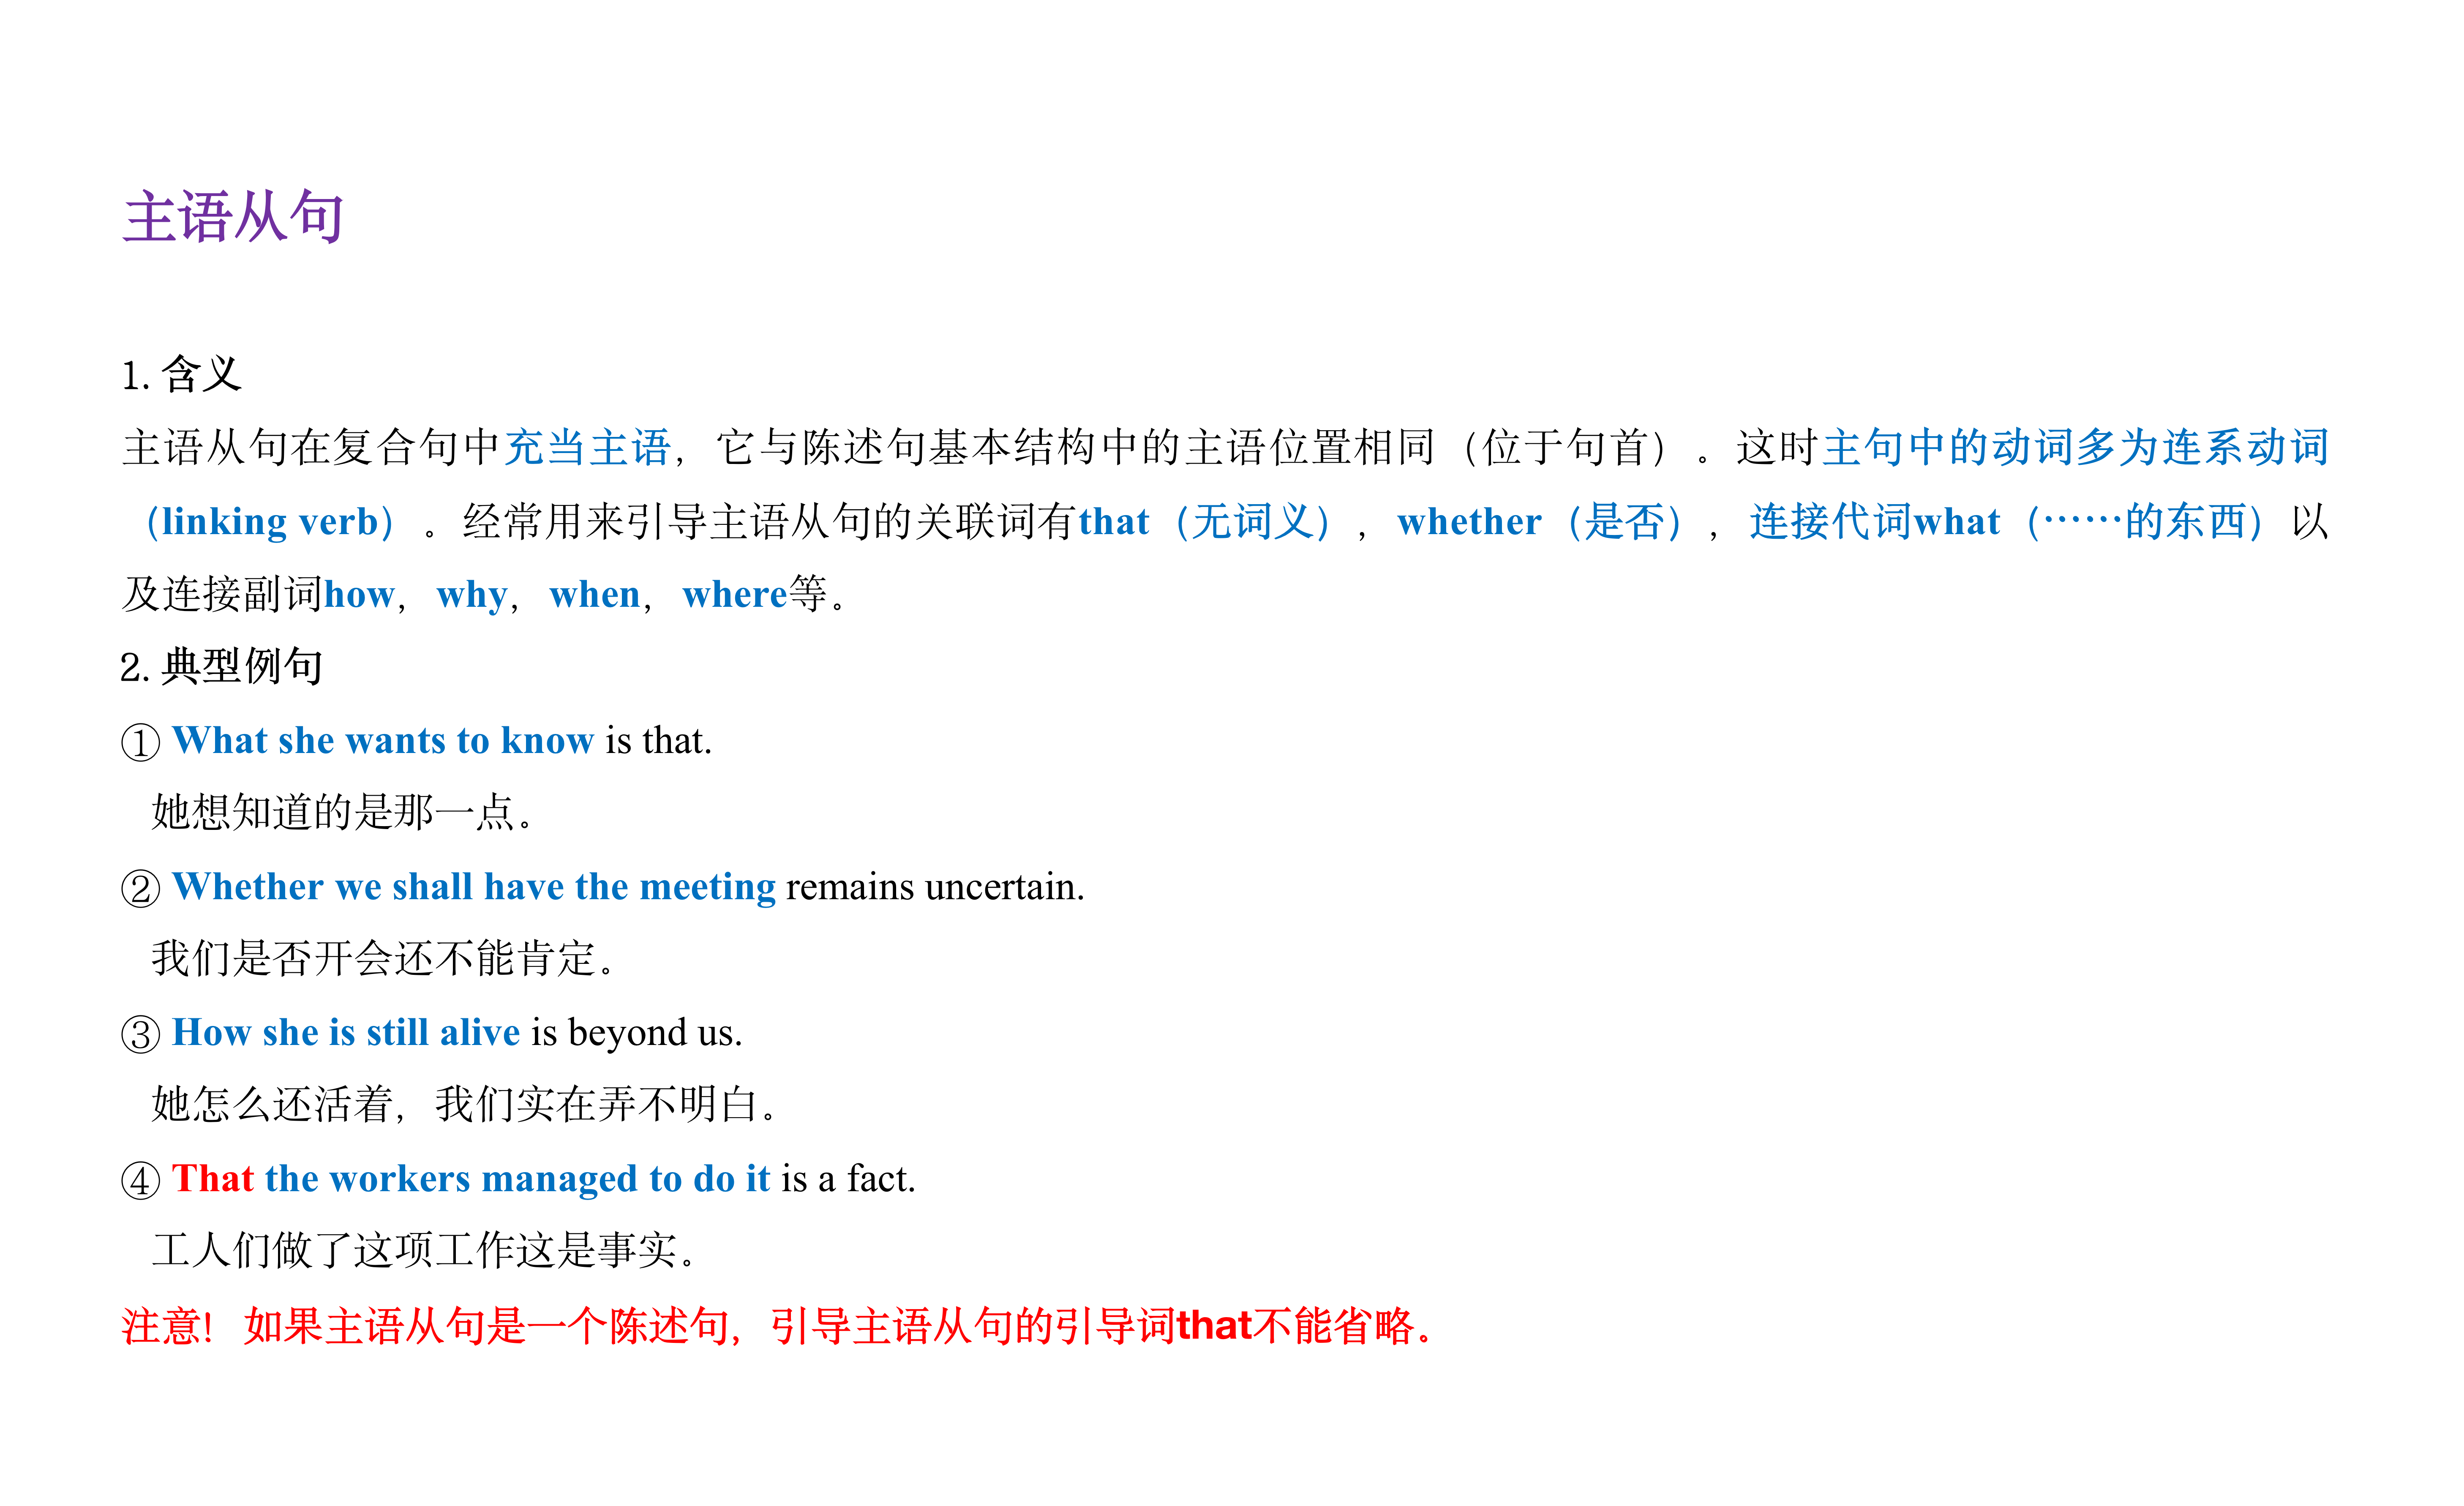 主语从句
1. 含义
主语从句在复合句中充当主语，它与陈述句基本结构中的主语位置相同（位于句首）。这时主句中的动词多为连系动词
（linking verb）。经常用来引导主语从句的关联词有that（无词义），whether（是否），连接代词what（……的东西）以
及连接副词how，why，when，where等。
2. 典型例句
① What she wants to know is that.
她想知道的是那一点。
② Whether we shall have the meeting remains uncertain.
我们是否开会还不能肯定。
③ How she is still alive is beyond us.
她怎么还活着，我们实在弄不明白。
④ That the workers managed to do it is a fact.
工人们做了这项工作这是事实。
注意！如果主语从句是一个陈述句，引导主语从句的引导词that不能省略。